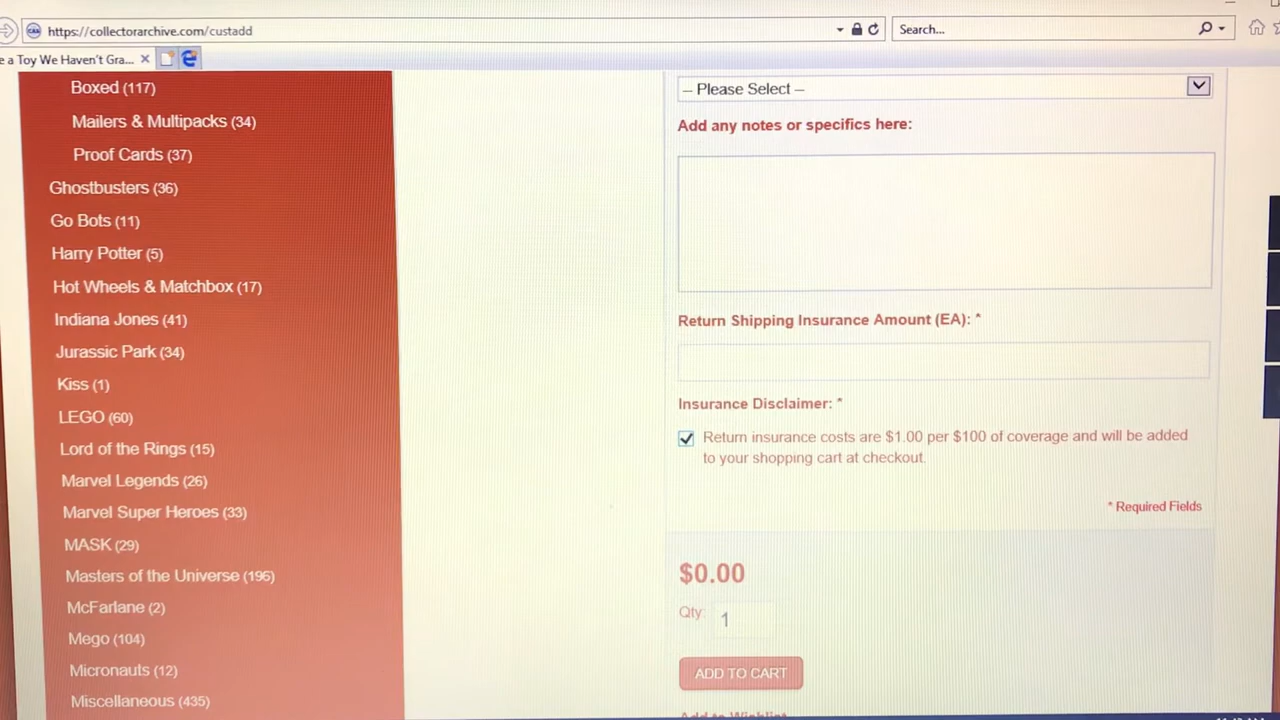 https://collectorarchive.com/custadd
Search...
e a Toy We Haven't Gra...
Boxed (117)
Mailers & Multipacks (34)
Proof Cards (37)
Ghostbusters (36)
Go Bots (11)
Harry Potter (5)
Hot Wheels & Matchbox (17)
Indiana Jones (41)
Jurassic Park (34)
Kiss (1)
LEGO (60)
Lord of the Rings (15)
Marvel Legends (26)
Marvel Super Heroes (33)
MASK (29)
Masters of the Universe (196)
McFarlane (2)
Mego (104)
Micronauts (12)
Miscellaneous (435)
-- Please Select --
Add any notes or specifics here:
Return Shipping Insurance Amount (EA): *
Insurance Disclaimer: *
Return insurance costs are $1.00 per $100 of coverage and will be added
to your shopping cart at checkout.
* Required Fields
$0.00
Qty: 1
ADD TO CART
Add to Wishlist